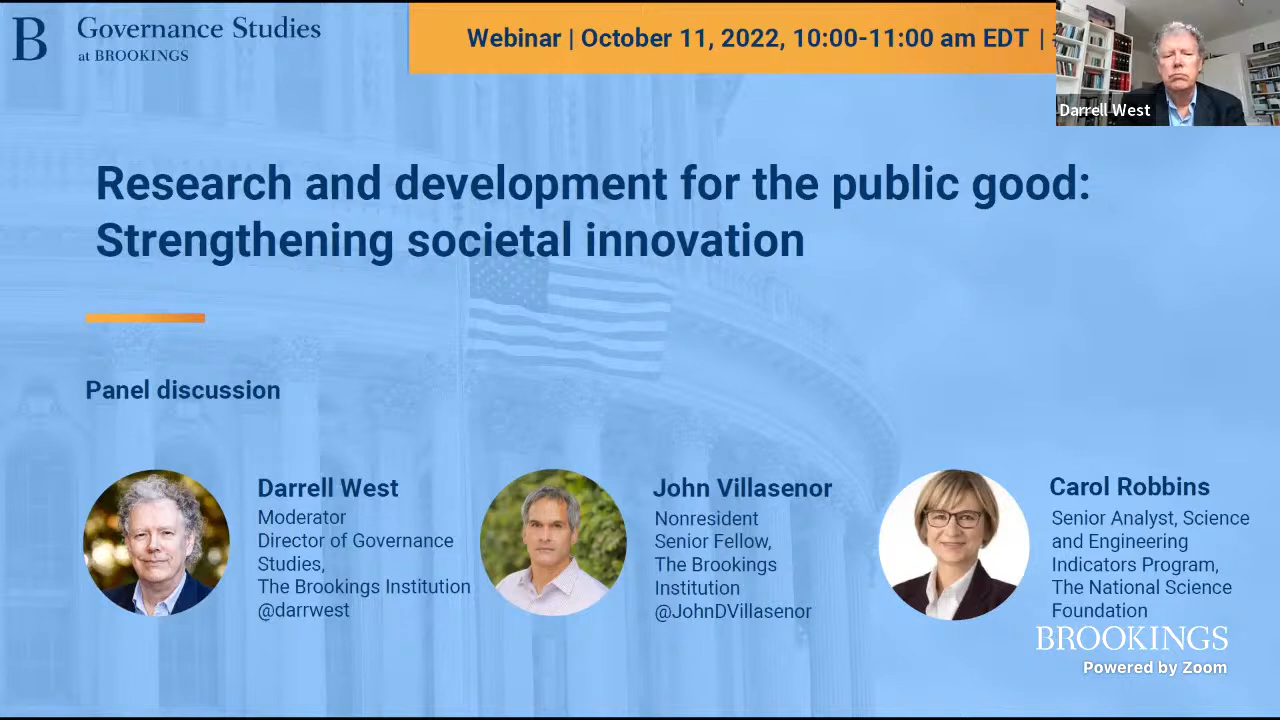 B Governance Studies
at BROOKINGS
Webinar | October 11, 2022, 10:00-11:00 am EDT |
Darrell West
Research and development for the public good:
Strengthening societal innovation
Panel discussion
Darrell West
Moderator
Director of Governance
Studies,
The Brookings Institution
@darrwest
John Villasenor
Nonresident
Senior Fellow,
The Brookings
Institution
@JohnDVillasenor
Carol Robbins
Senior Analyst, Science
and Engineering
Indicators Program,
The National Science
Foundation
BROOKINGS
Powered by Zoom